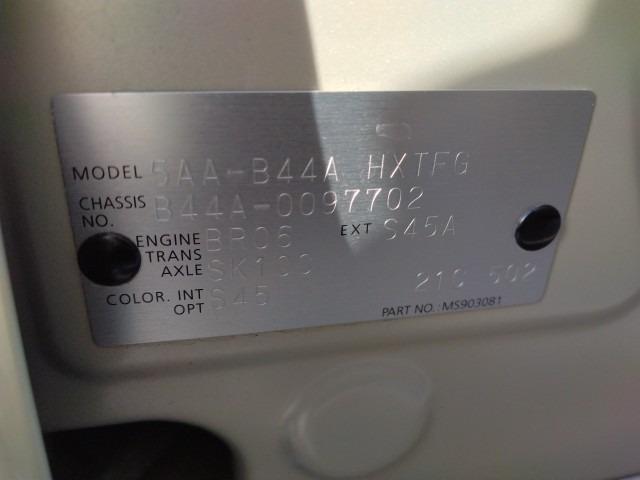 MODEL 5AA-B44A HXTFG
CHASSIS NO. B44A-0097702
ENGINE BR06 EXT S45A
TRANS AXLE
COLOR. INT OPT S45 21C 502
PART NO.: MS903081